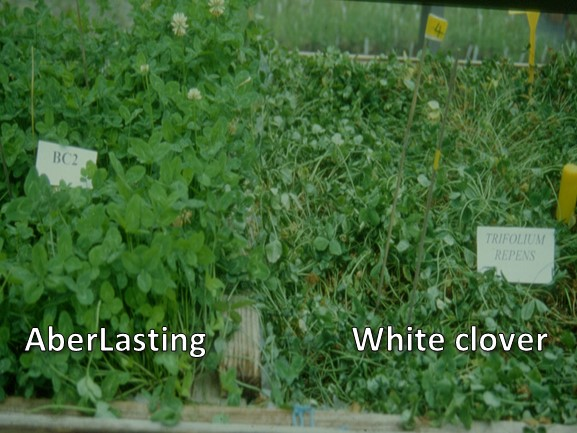 4
BC2
TRIFOLIUM
REPENS
AberLasting
White clover